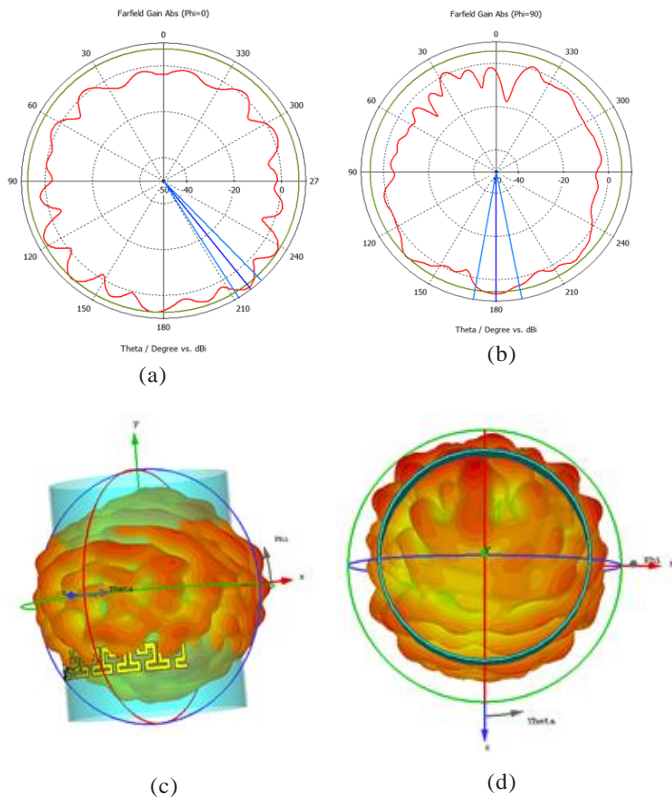 Farfield Gain Abs (Phi=0)
0
30 330
60 300
90 -50 -40 -20 0 27
120 240
150 210
180
Theta / Degree vs. dBi
(a)
Farfield Gain Abs (Phi=90)
0
30 330
60 300
90 -50 -40 -20 0
120 240
150 210
180
Theta / Degree vs. dBi
(b)
y
Phi
x
Theta
(c)
Phi
Theta
z
(d)